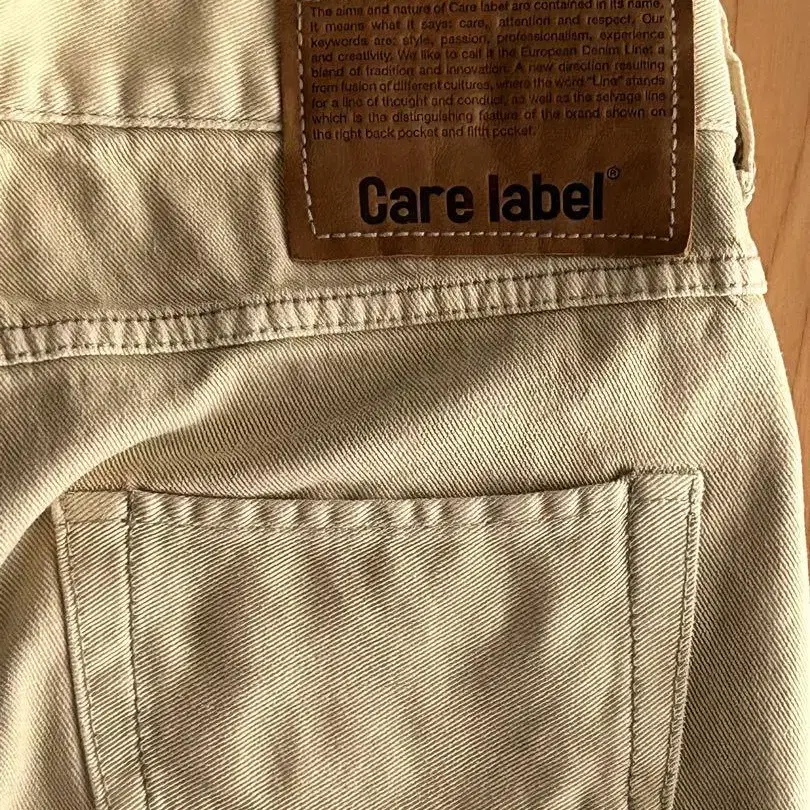 The aims and nature of Care label are contained in its name.
It means what it says: care, attention and respect. Our
keywords are: style, passion, professionalism, experience
and creativity. We like to call it the European Denim Line: a
blend of tradition and innovation. A new direction resulting
from fusion of different cultures, where the word "Line" stands
for a line of thought and conduct, as well as the selvage line
which is the distinguishing feature of the brand shown on
the right back pocket and fifth pocket.
Care label®